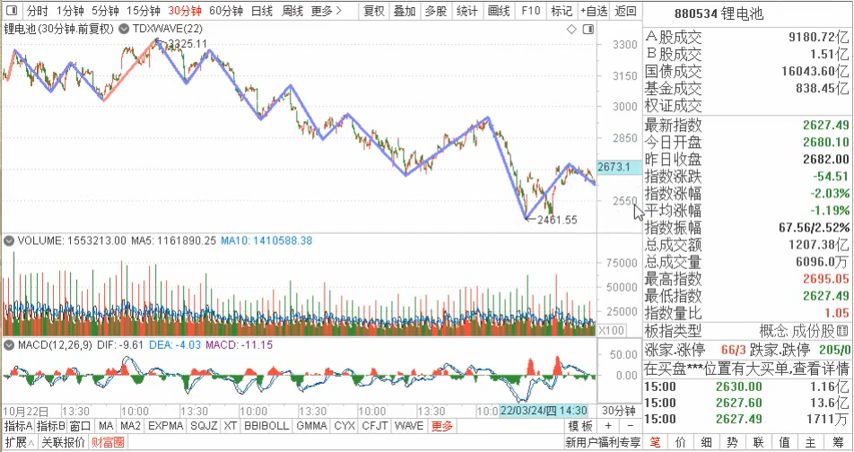 分时 1分钟 5分钟 15分钟 30分钟 60分钟 日线 周线 更多 复权 叠加 多股 统计 画线 F10 标记 +自选 返回
880534 锂电池
锂电池(30分钟.前复权) TDXWAVE(22)
3325.11
3300
3150
3000
2850
2673.1
2550
2461.55
VOLUME: 1553213.00 MA5: 1161890.25 MA10: 1410588.38
75000
50000
25000
X100
MACD(12,26,9) DIF: -9.61 DEA: -4.03 MACD: -11.15
50.00
0.00
10月22日 13:30 10:00 13:30 10:00 13:30 10:00 13:30 10:0 22/03/24/四 14:30 30分钟
指标A 指标B 窗口 MA MA2 EXPMA SQJZ XT BBIBOLL GMMA CYX CFJT WAVE 更多 模板 + -
扩展∧ 关联报价 财富圈 新用户福利专享
A股成交 9180.72亿
B股成交 1.51亿
国债成交 16043.60亿
基金成交 838.45亿
权证成交
最新指数 2627.49
今日开盘 2680.10
昨日收盘 2682.00
指数涨跌 -54.51
指数涨幅 -2.03%
平均涨幅 -1.19%
指数振幅 67.56/2.52%
总成交额 1207.38亿
总成交量 6096.0万
最高指数 2695.05
最低指数 2627.49
指数量比 1.05
板指类型 概念 成份股
涨家.涨停 66/3 跌家.跌停 205/0
在买盘***位置有大买单,查看详情
15:00 2630.00 1.16亿
15:00 2627.60 13.6亿
15:00 2627.49 1711万
笔 价 细 势 联 值 主 筹